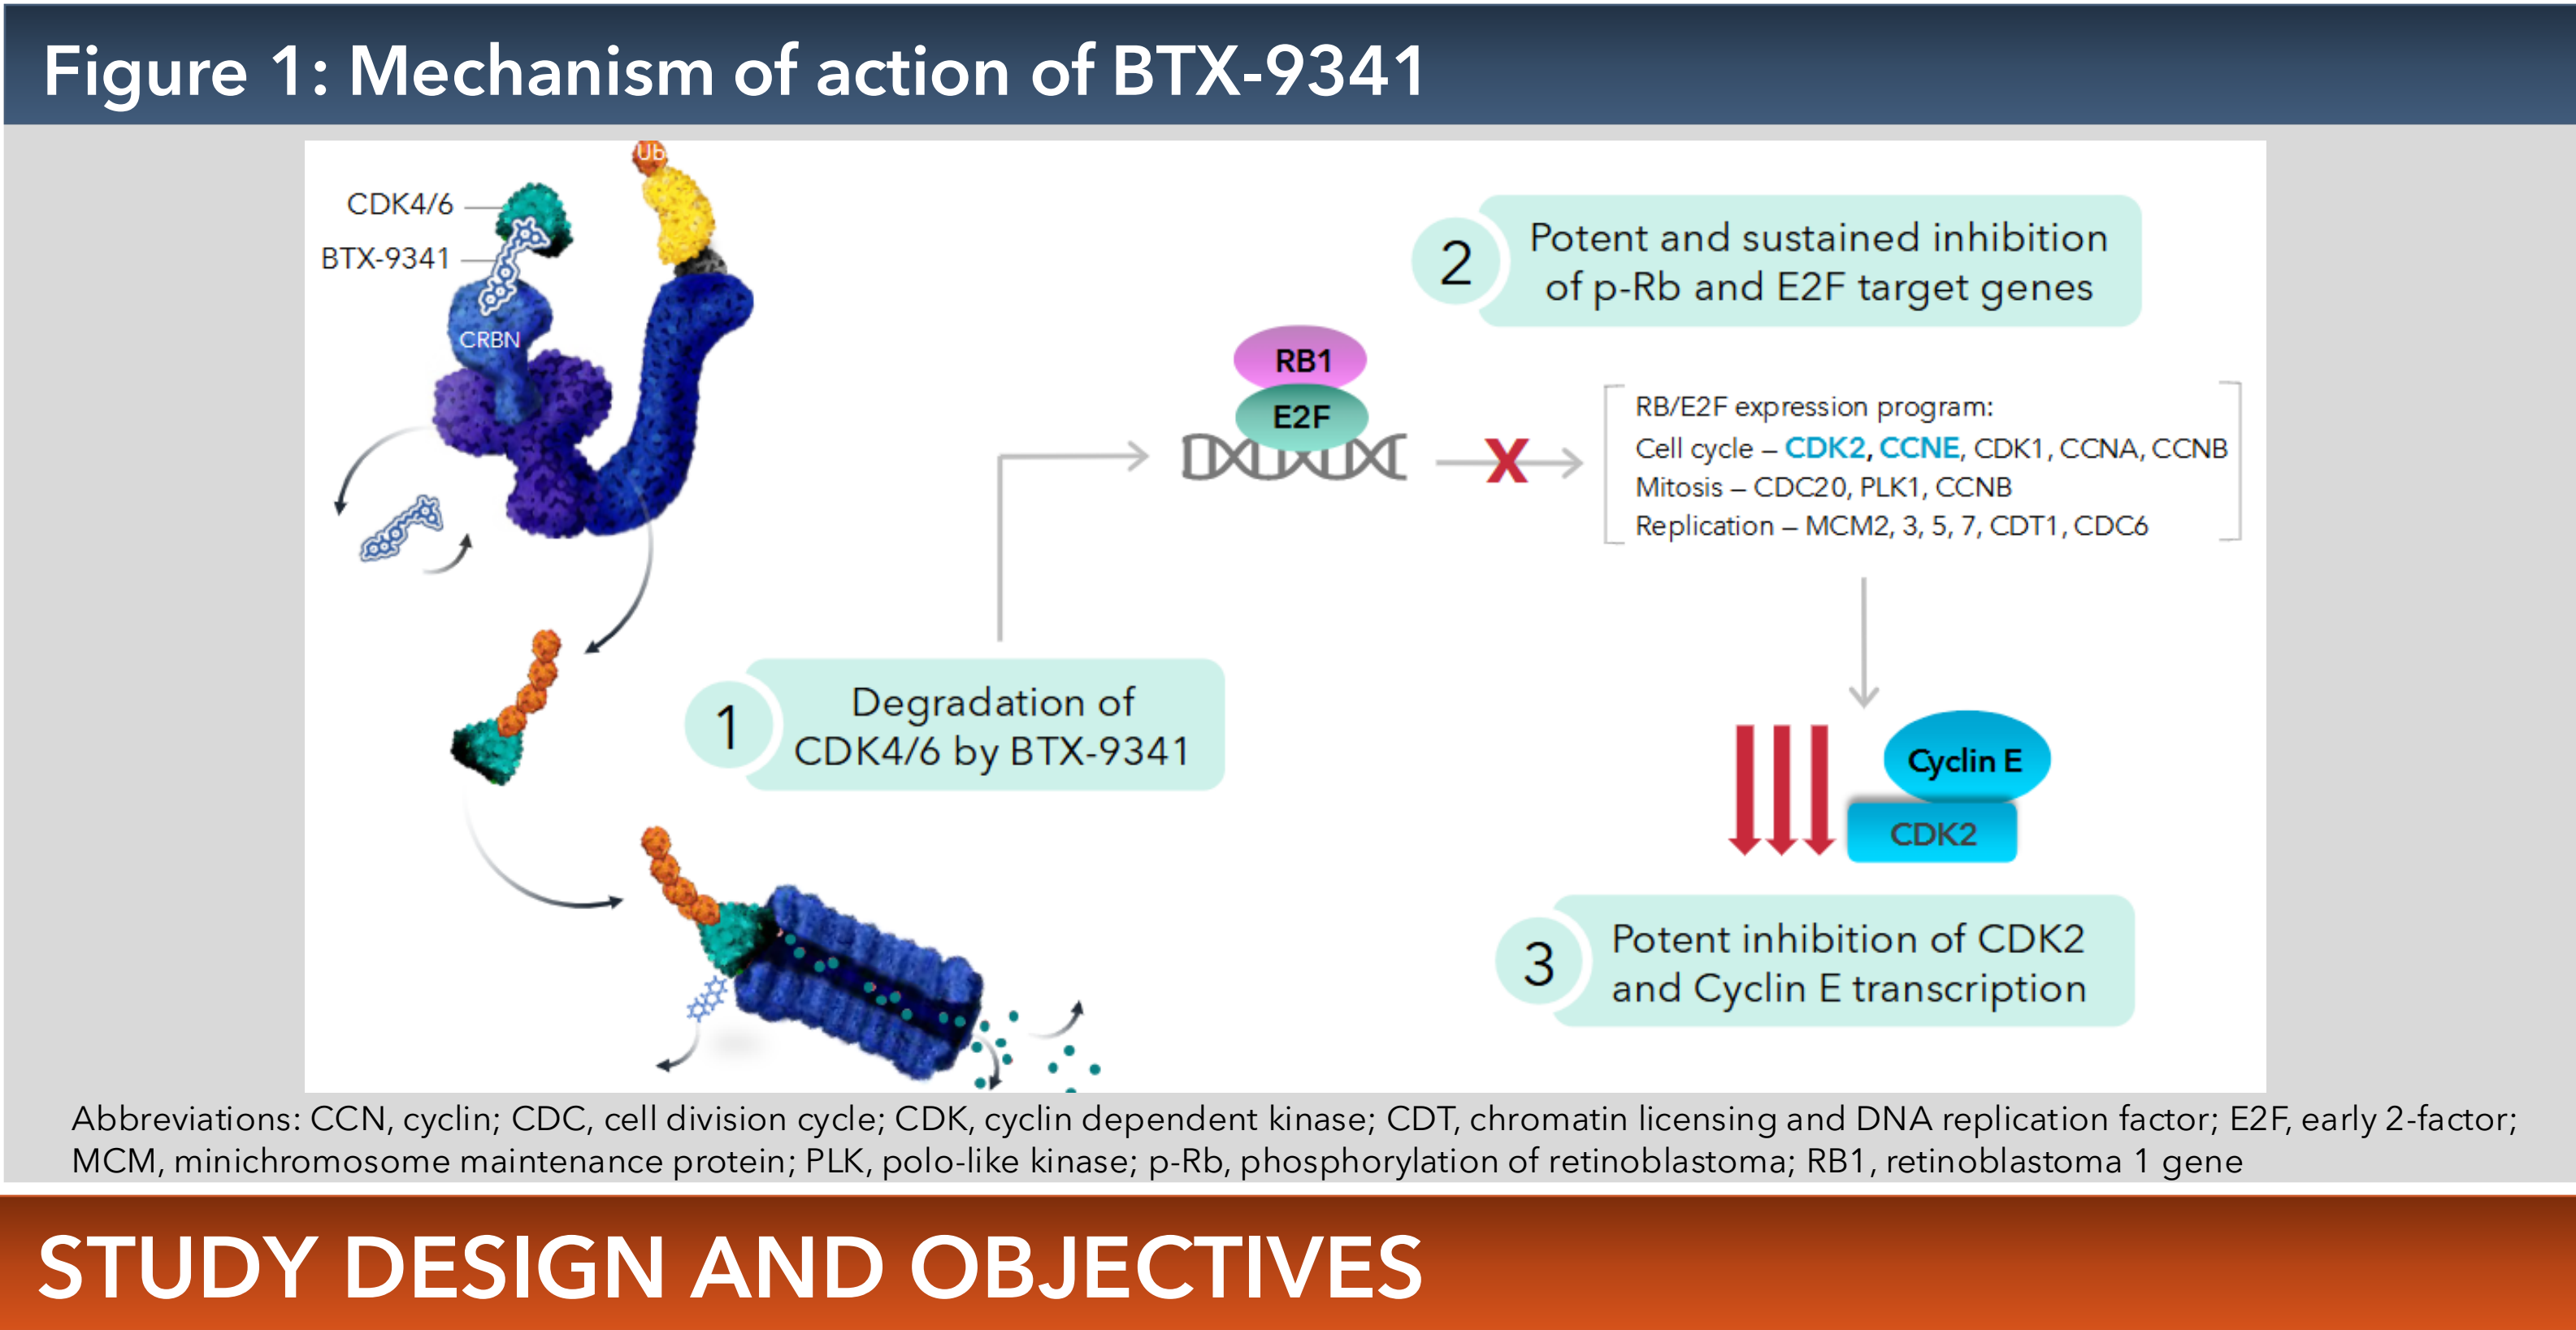 Figure 1: Mechanism of action of BTX-9341
Ub
CDK4/6
BTX-9341
CRBN
1
Degradation of
CDK4/6 by BTX-9341
2
Potent and sustained inhibition
of p-Rb and E2F target genes
RB1
E2F
X
RB/E2F expression program:
Cell cycle – CDK2, CCNE, CDK1, CCNA, CCNB
Mitosis – CDC20, PLK1, CCNB
Replication – MCM2, 3, 5, 7, CDT1, CDC6
Cyclin E
CDK2
3
Potent inhibition of CDK2
and Cyclin E transcription
Abbreviations: CCN, cyclin; CDC, cell division cycle; CDK, cyclin dependent kinase; CDT, chromatin licensing and DNA replication factor; E2F, early 2-factor;
MCM, minichromosome maintenance protein; PLK, polo-like kinase; p-Rb, phosphorylation of retinoblastoma; RB1, retinoblastoma 1 gene
STUDY DESIGN AND OBJECTIVES